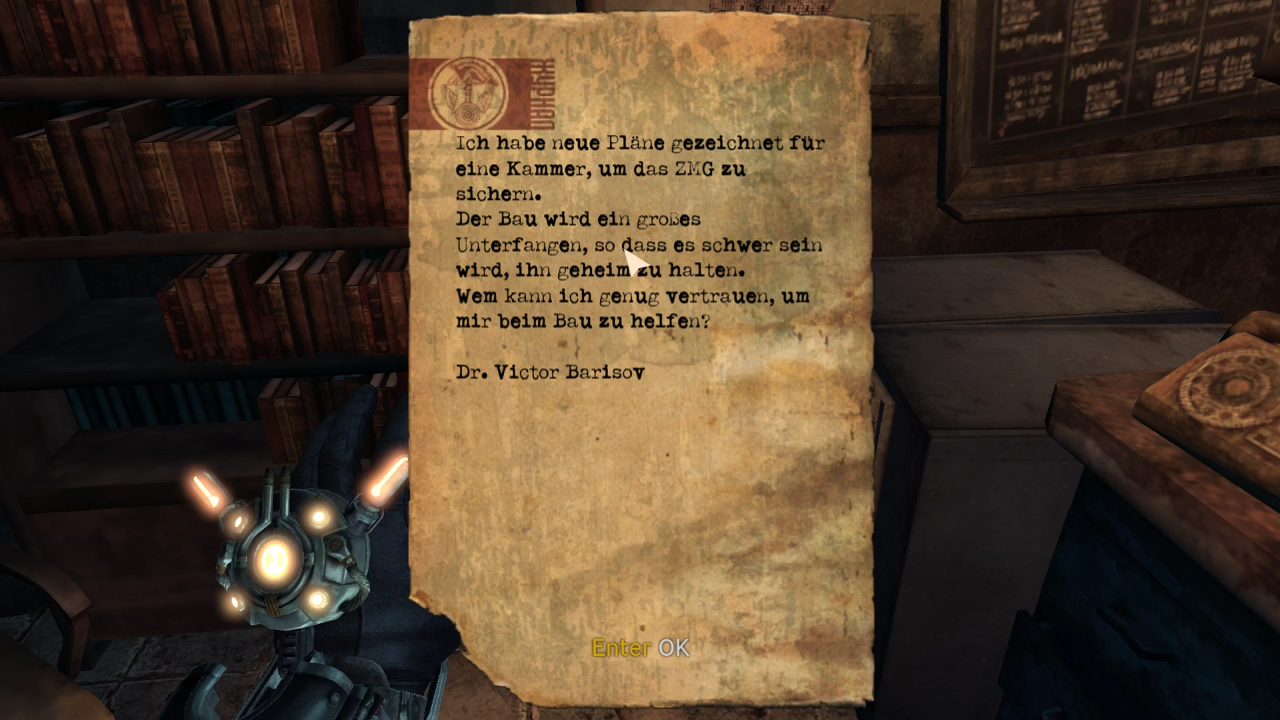 Ich habe neue Pläne gezeichnet für
eine Kammer, um das ZMG zu
sichern.
Der Bau wird ein großes
Unterfangen, so dass es schwer sein
wird, ihn geheim zu halten.
Wem kann ich genug vertrauen, um
mir beim Bau zu helfen?
Dr. Victor Barisov
Enter OK